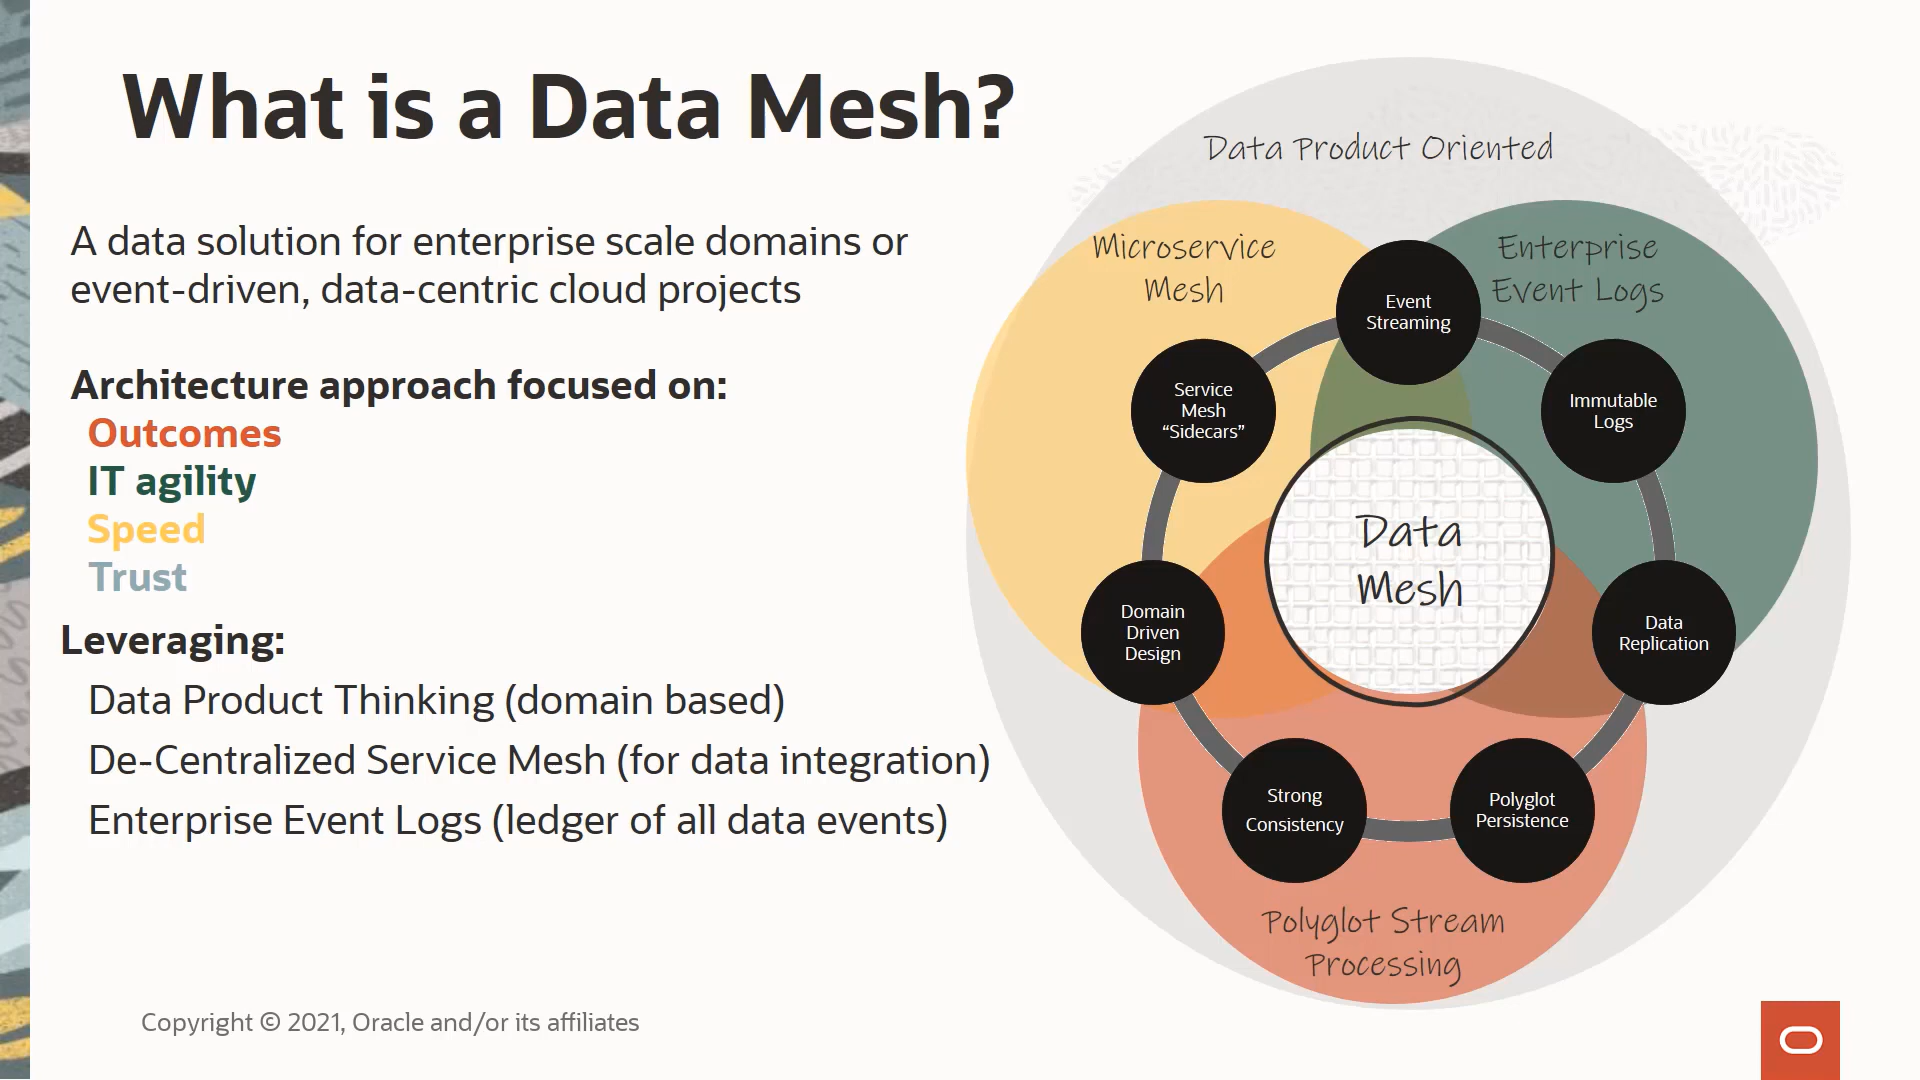 What is a Data Mesh?
A data solution for enterprise scale domains or
event-driven, data-centric cloud projects
Architecture approach focused on:
Outcomes
IT agility
Speed
Trust
Leveraging:
Data Product Thinking (domain based)
De-Centralized Service Mesh (for data integration)
Enterprise Event Logs (ledger of all data events)
Data Product Oriented
Microservice
Mesh
Enterprise
Event Logs
Event
Streaming
Service
Mesh
“Sidecars”
Immutable
Logs
Data
Mesh
Domain
Driven
Design
Data
Replication
Strong
Consistency
Polyglot
Persistence
Polyglot Stream
Processing
Copyright © 2021, Oracle and/or its affiliates